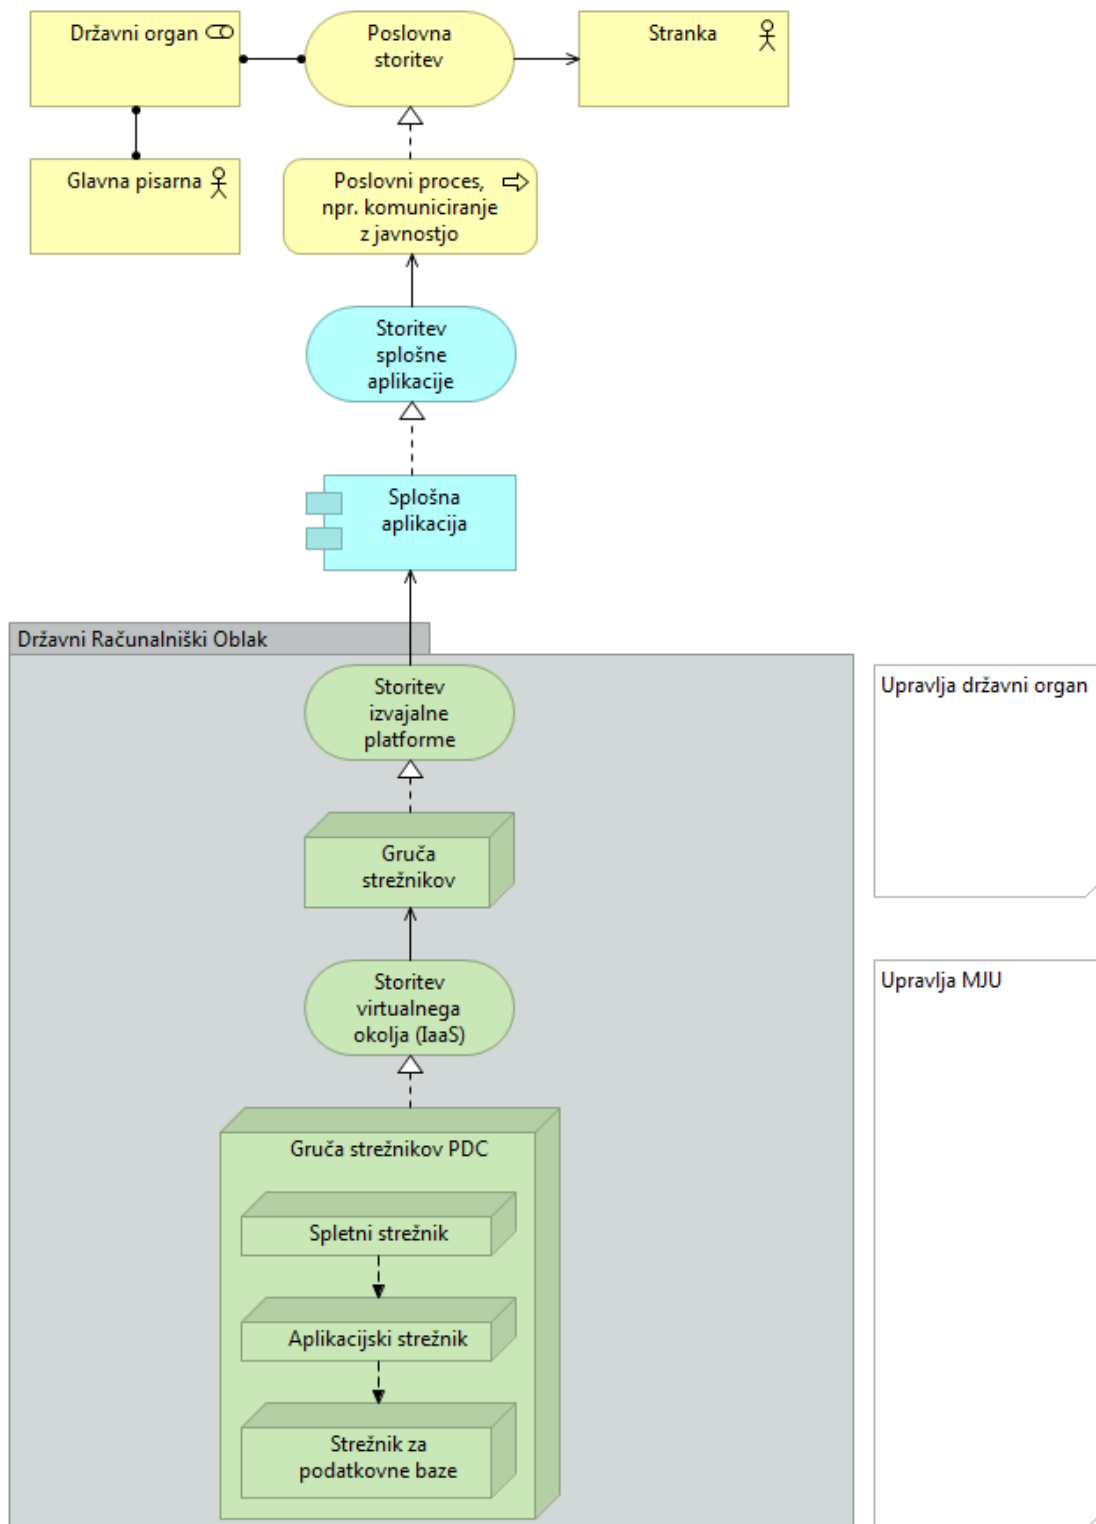 Državni organ
Poslovna
storitev
Stranka
Glavna pisarna
Poslovni proces,
npr. komuniciranje
z javnostjo
Storitev
splošne
aplikacije
Splošna
aplikacija
Državni Računalniški Oblak
Storitev
izvajalne
platforme
Upravlja državni organ
Gruča
strežnikov
Storitev
virtualnega
okolja (IaaS)
Upravlja MJU
Gruča strežnikov PDC
Spletni strežnik
Aplikacijski strežnik
Strežnik za
podatkovne baze